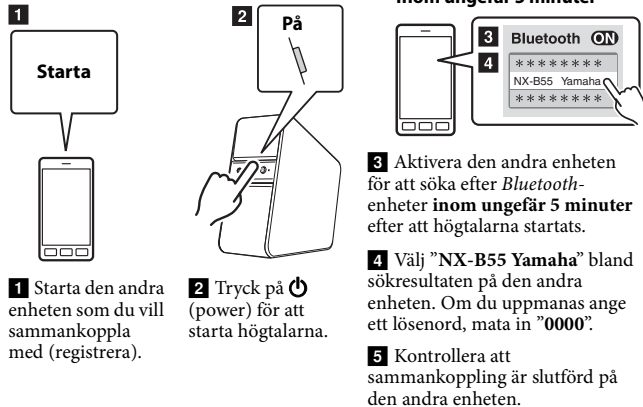 1
Starta
1 Starta den andra
enheten som du vill
sammankoppla
med (registrera).
2
På
2 Tryck på
(power) för att
starta högtalarna.
inom ungefär 5 minuter
3 Bluetooth ON
4 ********
NX-B55 Yamaha
********
3 Aktivera den andra enheten
för att söka efter Bluetooth-
enheter inom ungefär 5 minuter
efter att högtalarna startats.
4 Välj ”NX-B55 Yamaha” bland
sökresultaten på den andra
enheten. Om du uppmanas ange
ett lösenord, mata in ”0000”.
5 Kontrollera att
sammankoppling är slutförd på
den andra enheten.